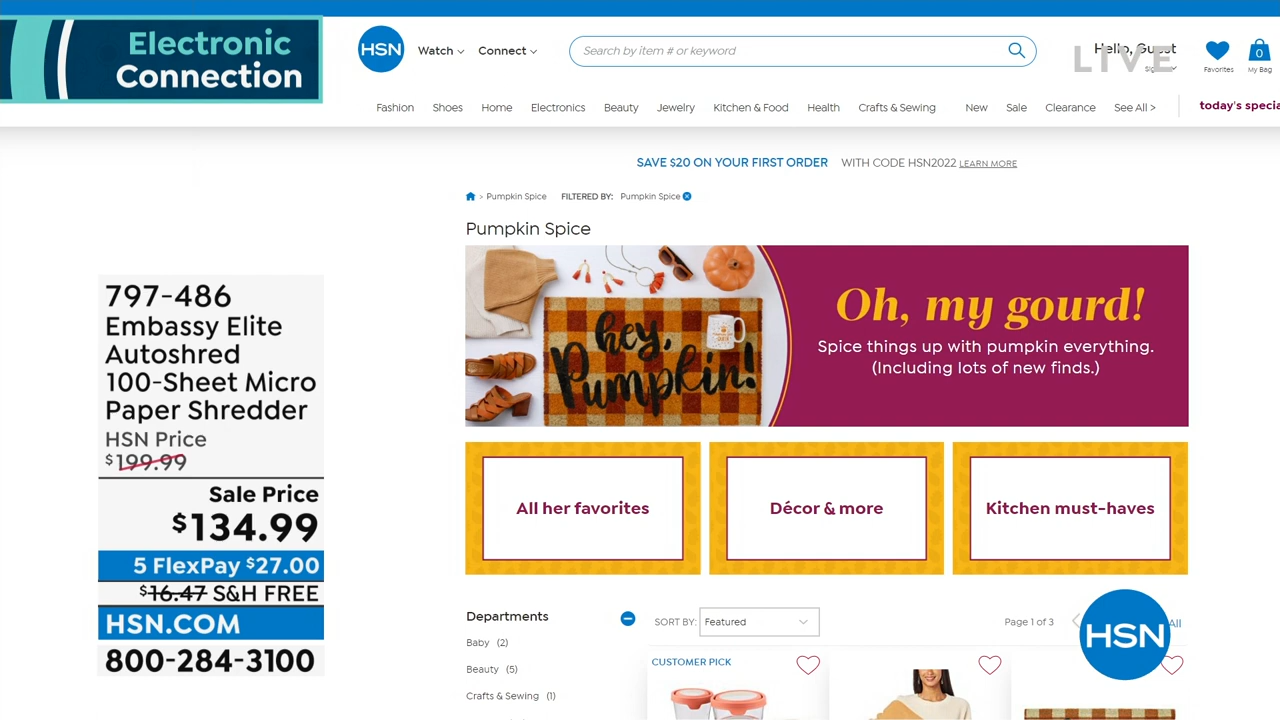 Electronic
Connection
HSN
Watch
Connect
Search by item # or keyword
Hello, Guest
LIVE
Favorites
0
My Bag
Fashion
Shoes
Home
Electronics
Beauty
Jewelry
Kitchen & Food
Health
Crafts & Sewing
New
Sale
Clearance
See All >
today's specia
SAVE $20 ON YOUR FIRST ORDER WITH CODE HSN2022 LEARN MORE
> Pumpkin Spice FILTERED BY: Pumpkin Spice
Pumpkin Spice
hey,
Pumpkin!
Oh, my gourd!
Spice things up with pumpkin everything.
(Including lots of new finds.)
797-486
Embassy Elite
Autoshred
100-Sheet Micro
Paper Shredder
HSN Price
$199.99
Sale Price
$134.99
5 FlexPay $27.00
$16.47 S&H FREE
HSN.COM
800-284-3100
All her favorites
Décor & more
Kitchen must-haves
Departments
Baby (2)
Beauty (5)
Crafts & Sewing (1)
SORT BY: Featured
Page 1 of 3
All
HSN
CUSTOMER PICK